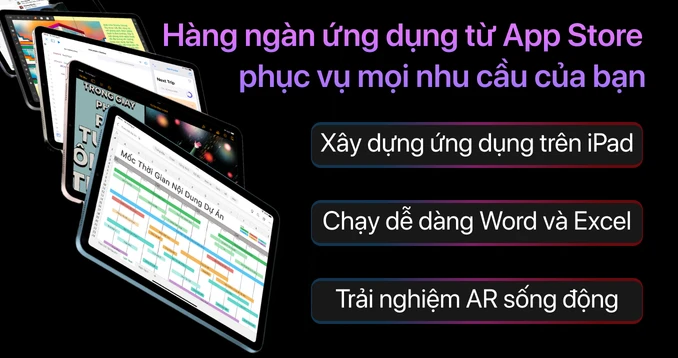 Hàng ngàn ứng dụng từ App Store
phục vụ mọi nhu cầu của bạn
Xây dựng ứng dụng trên iPad
Chạy dễ dàng Word và Excel
Trải nghiệm AR sống động
Next Trip
TRONG GIÂY
Mốc Thời Gian Nội Dung Dự Án